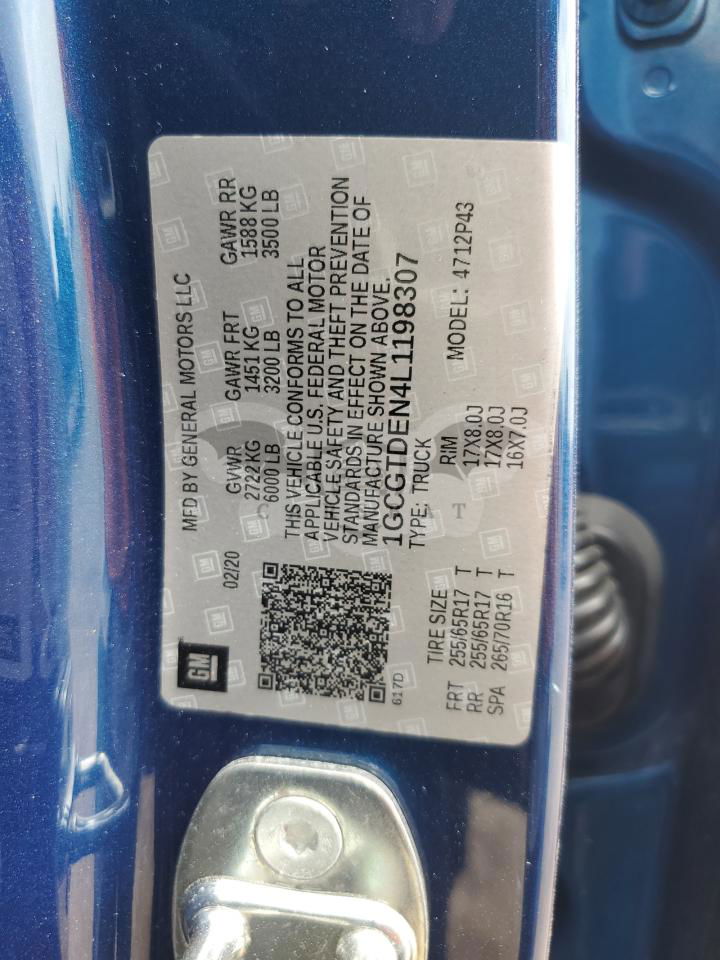 GM
MFD BY GENERAL MOTORS LLC
02/20 GVWR GAWR FRT GAWR RR
2722 KG 1451 KG 1588 KG
6000 LB 3200 LB 3500 LB
THIS VEHICLE CONFORMS TO ALL
APPLICABLE U.S. FEDERAL MOTOR
VEHICLE SAFETY AND THEFT PREVENTION
STANDARDS IN EFFECT ON THE DATE OF
MANUFACTURE SHOWN ABOVE.
1GCGTDEN4L1198307
617D
TYPE: TRUCK
TIRE SIZE RIM MODEL: 4712P43
FRT 255/65R17 T 17X8.0J
RR 255/65R17 T 17X8.0J
SPA 265/70R16 T 16X7.0J